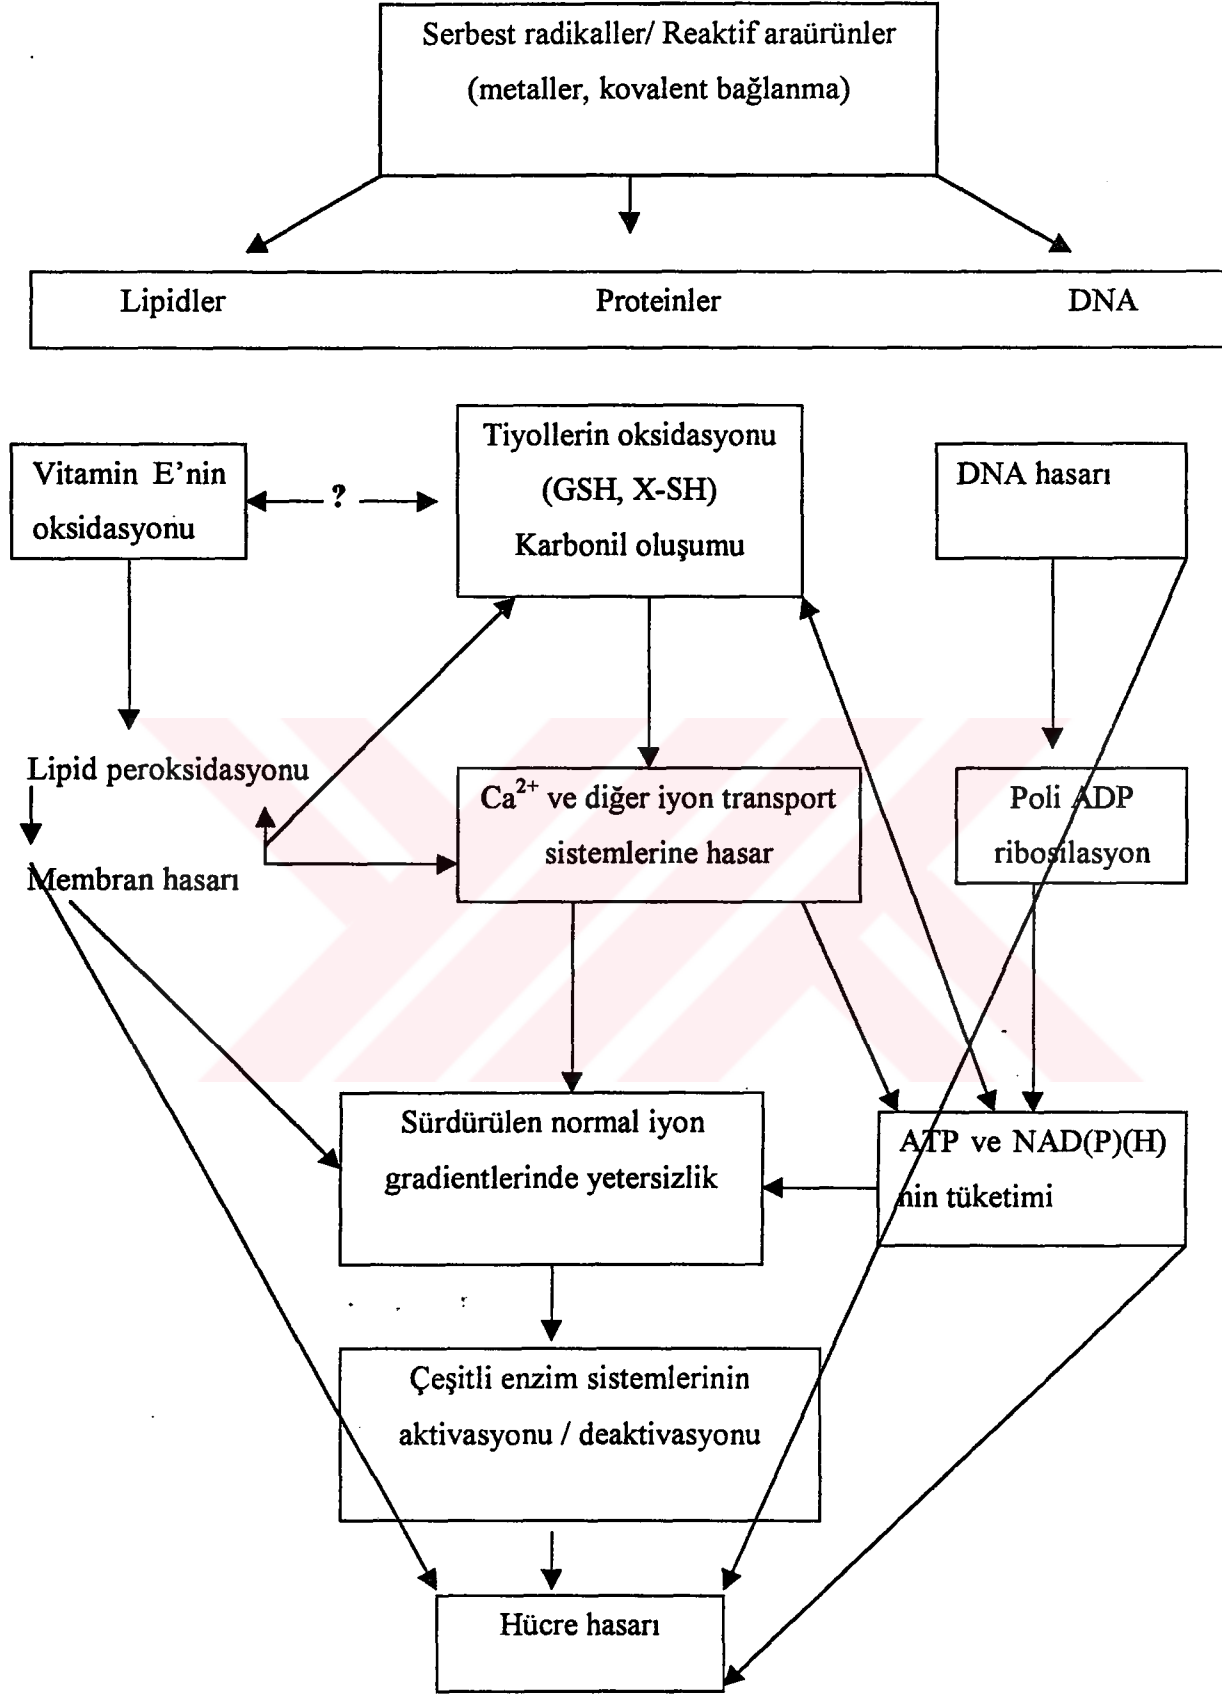 Serbest radikaller/ Reaktif araürünler
(metaller, kovalent bağlanma)
Lipidler
Proteinler
DNA
Vitamin E'nin
oksidasyonu
?
Tiyollerin oksidasyonu
(GSH, X-SH)
Karbonil oluşumu
DNA hasarı
Lipid peroksidasyonu
Membran hasarı
Ca²⁺ ve diğer iyon transport
sistemlerine hasar
Poli ADP
ribosilasyon
Sürdürülen normal iyon
gradientlerinde yetersizlik
ATP ve NAD(P)(H)
nin tüketimi
Çeşitli enzim sistemlerinin
aktivasyonu / deaktivasyonu
Hücre hasarı